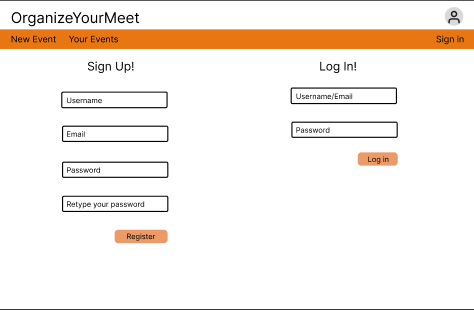 OrganizeYourMeet
New Event Your Events Sign in
Sign Up!
Username
Email
Password
Retype your password
Register
Log In!
Username/Email
Password
Log in